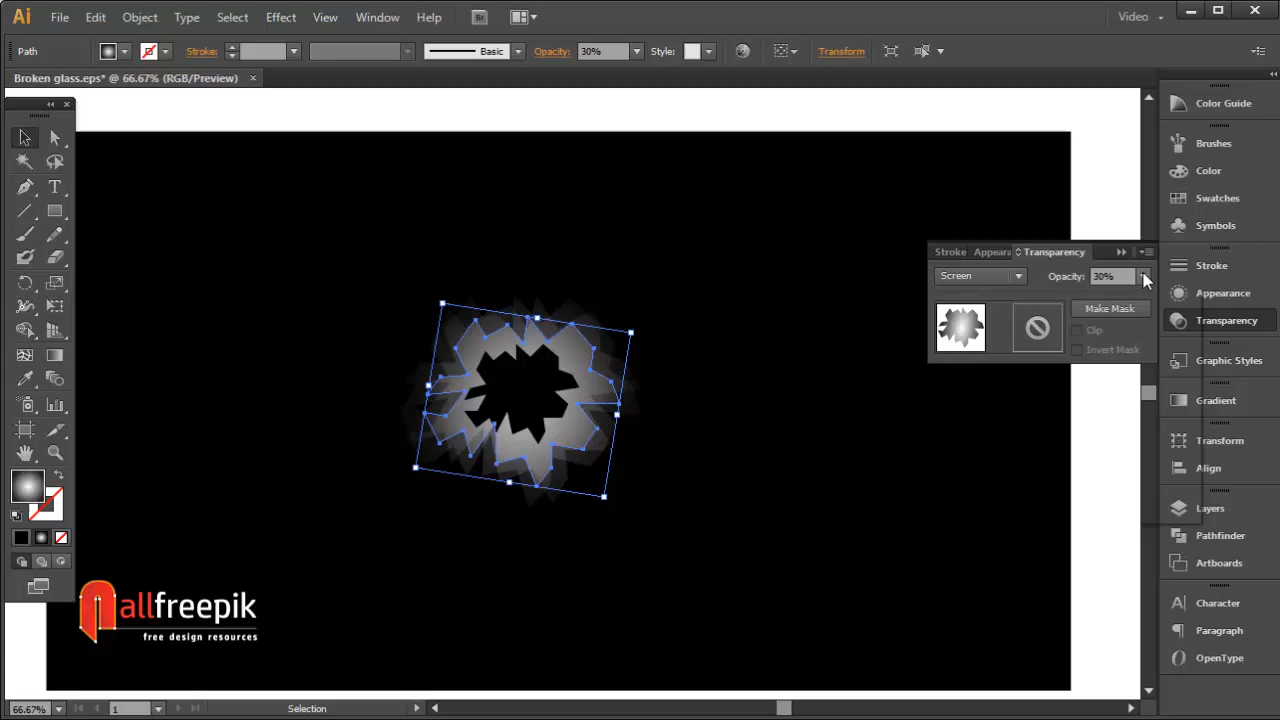 Ai File Edit Object Type Select Effect View Window Help Br Video
Path Stroke: Basic Opacity: 30% Style: Transform
Broken glass.eps* @ 66.67% (RGB/Preview) ×
Color Guide
Brushes
Color
Swatches
Symbols
Stroke
Appearance
Transparency
Graphic Styles
Gradient
Transform
Align
Layers
Pathfinder
Artboards
Character
Paragraph
OpenType
Stroke Appeara Transparency
Screen Opacity: 30%
Make Mask
Clip
Invert Mask
allfreepik
free design resources
66.67% 1 Selection